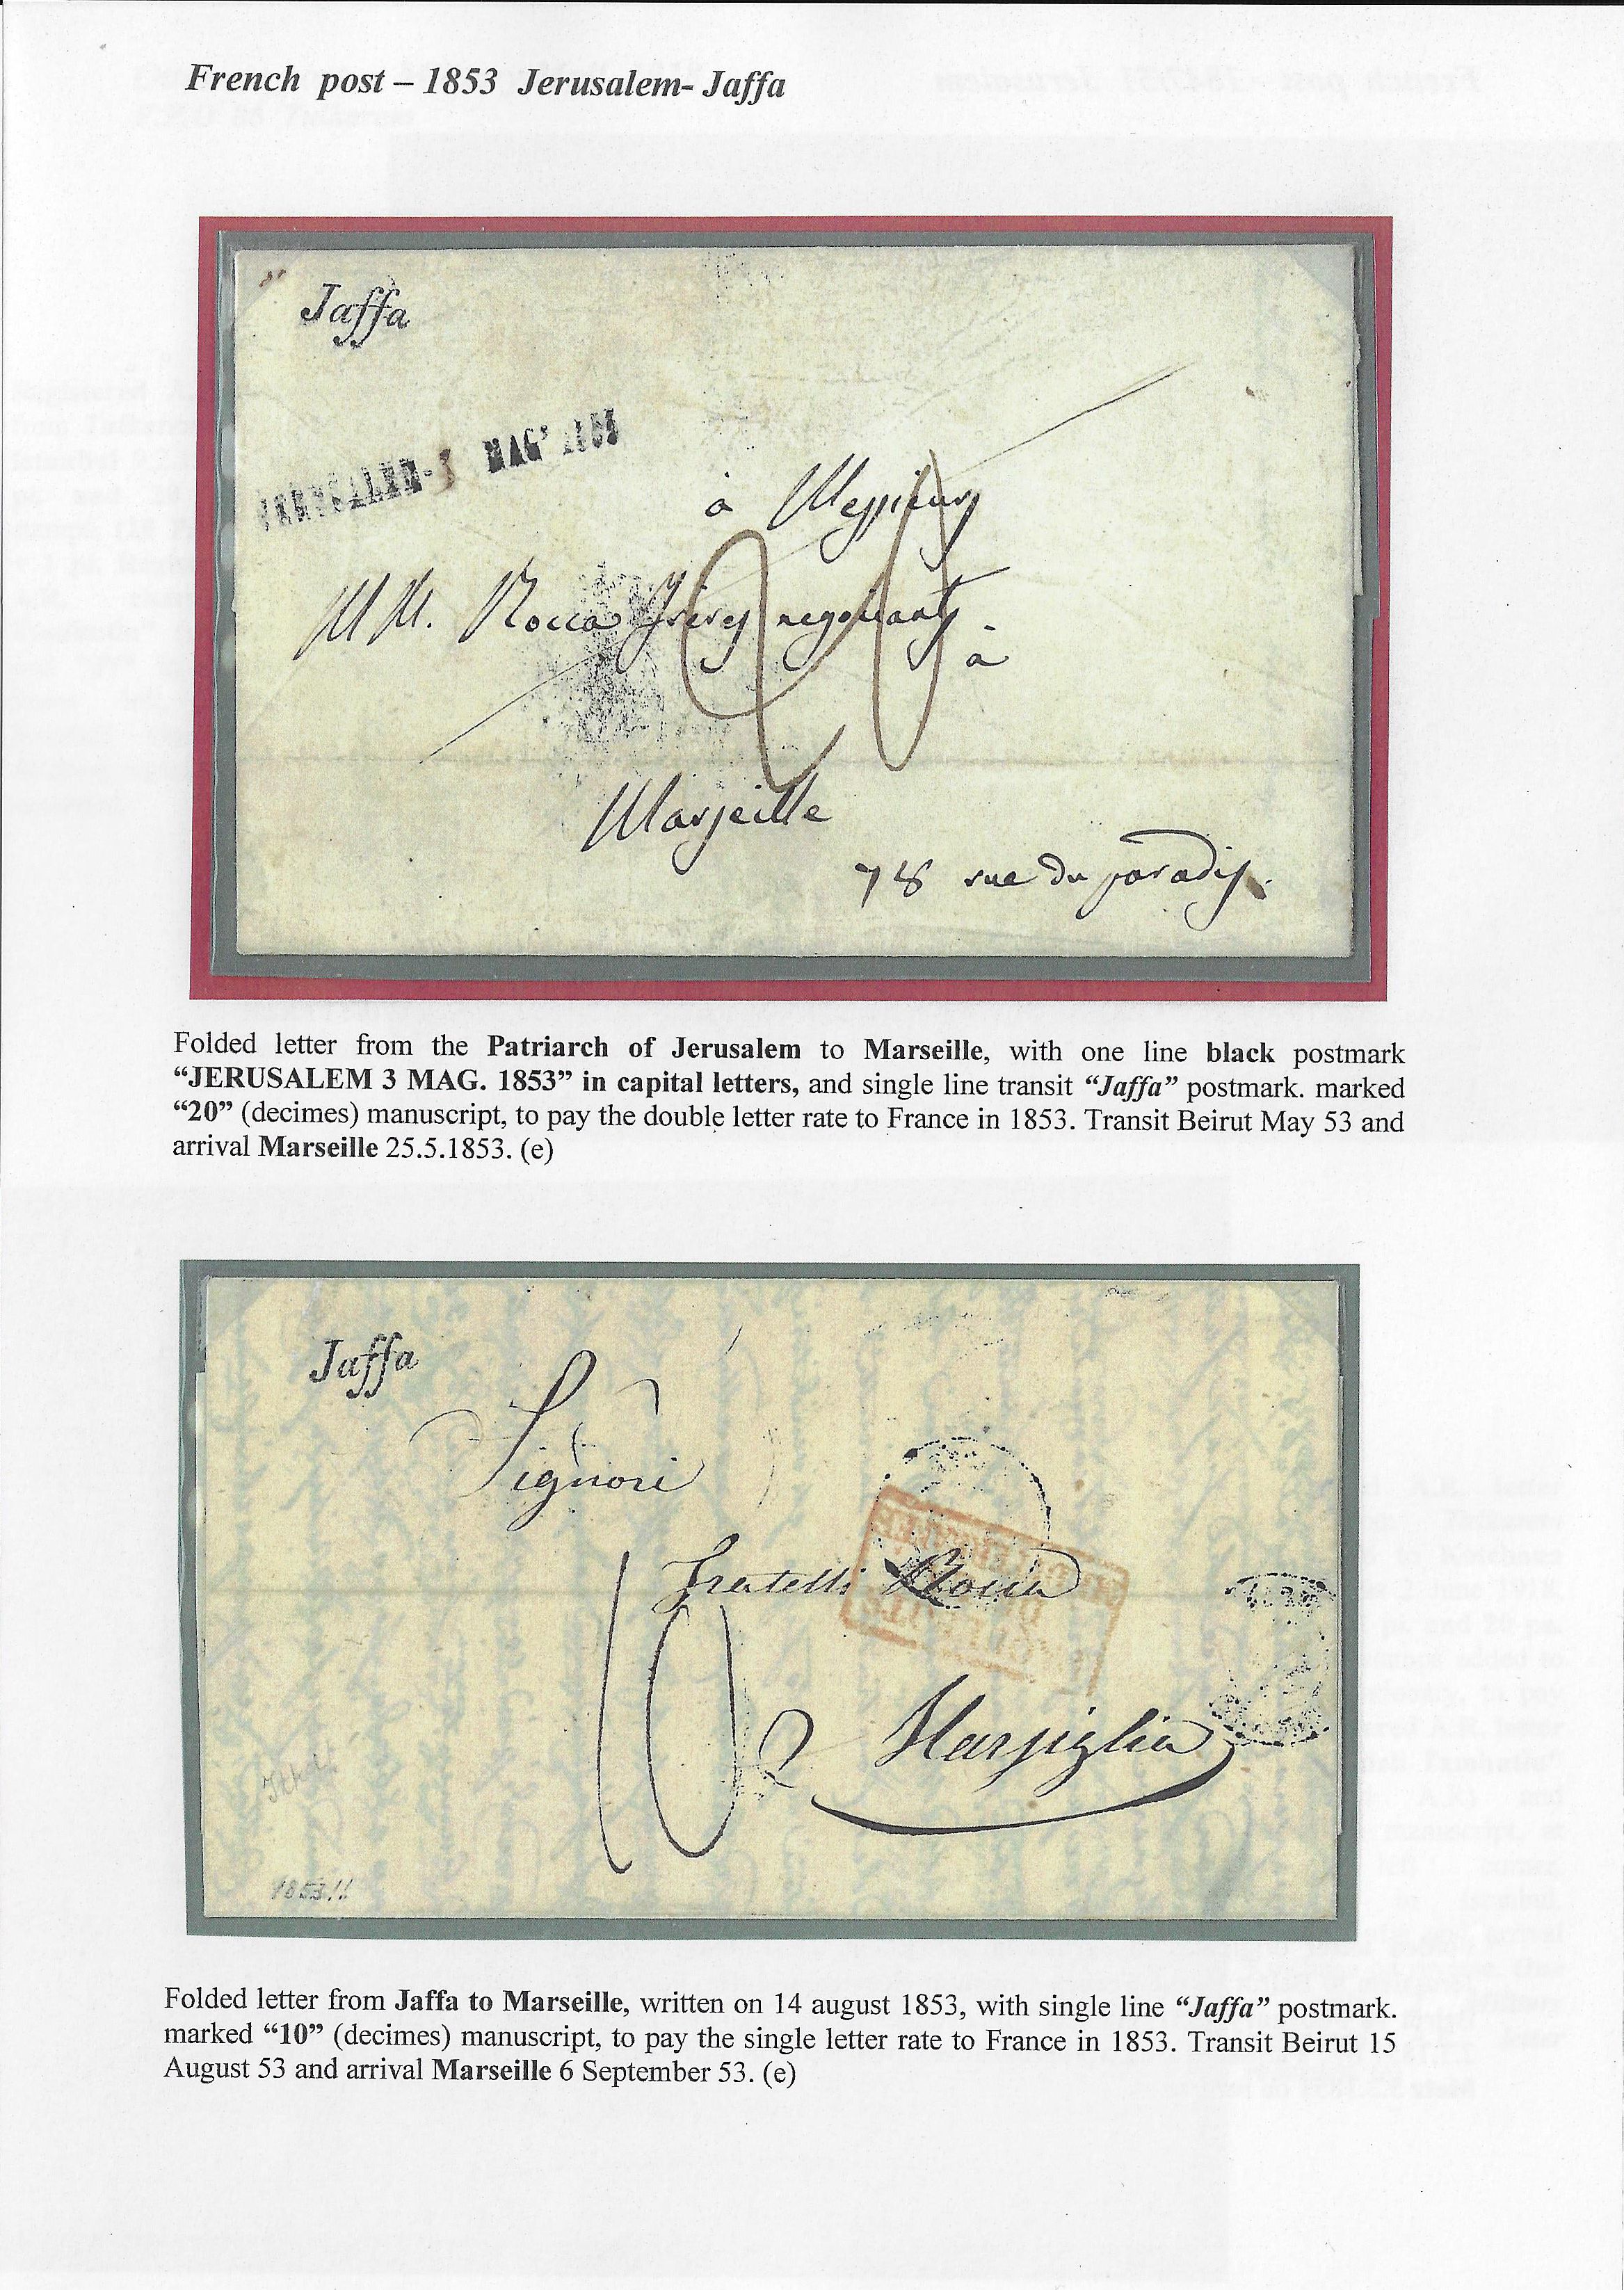 French post – 1853 Jerusalem- Jaffa
Jaffa
JERUSALEM-3 MAG' 1853
à Messieurs
M M. Rocca Frères negociants
à
20
Marseille
78 rue du paradis.
Folded letter from the Patriarch of Jerusalem to Marseille, with one line black postmark
“JERUSALEM 3 MAG. 1853” in capital letters, and single line transit “Jaffa” postmark. marked
“20” (decimes) manuscript, to pay the double letter rate to France in 1853. Transit Beirut May 53 and
arrival Marseille 25.5.1853. (e)
Jaffa
Signori
Fratelli Rocca
10
2
Marsiglia
1853!!
Folded letter from Jaffa to Marseille, written on 14 august 1853, with single line “Jaffa” postmark.
marked “10” (decimes) manuscript, to pay the single letter rate to France in 1853. Transit Beirut 15
August 53 and arrival Marseille 6 September 53. (e)